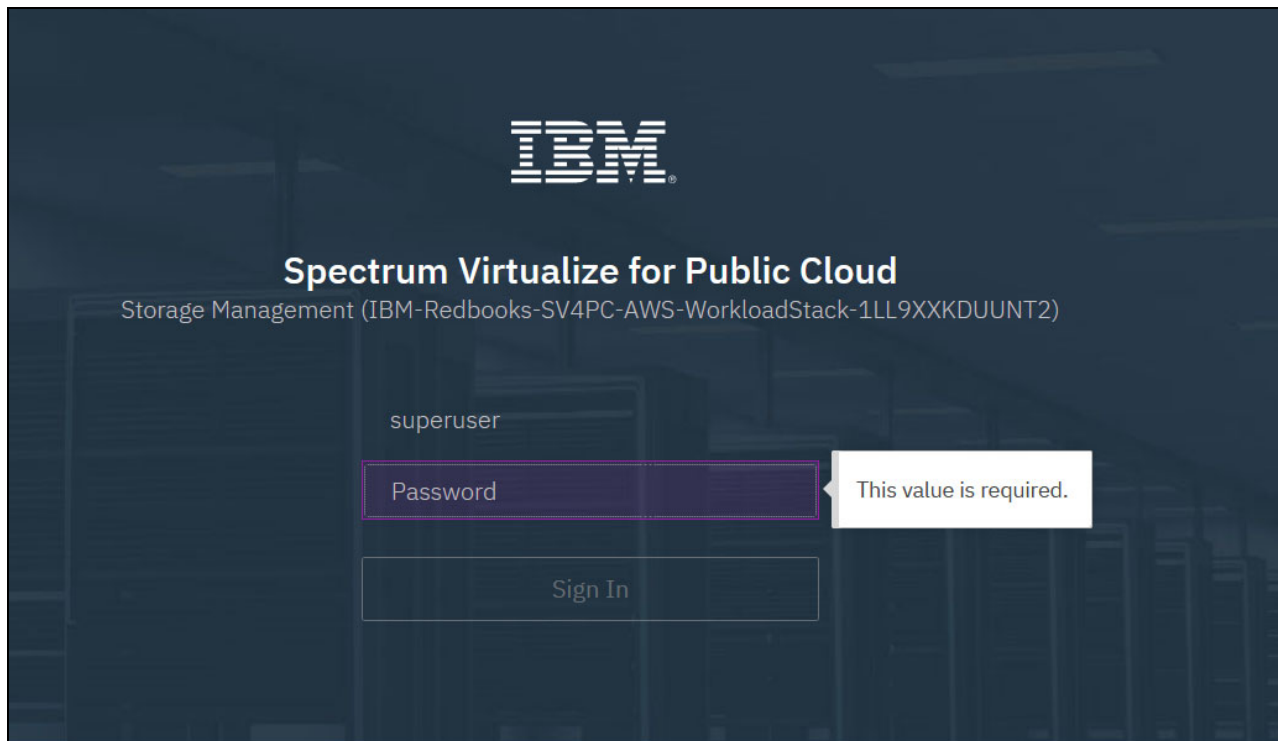 IBM®
Spectrum Virtualize for Public Cloud
Storage Management (IBM-Redbooks-SV4PC-AWS-WorkloadStack-1LL9XXKDUUNT2)
superuser
Password
This value is required.
Sign In